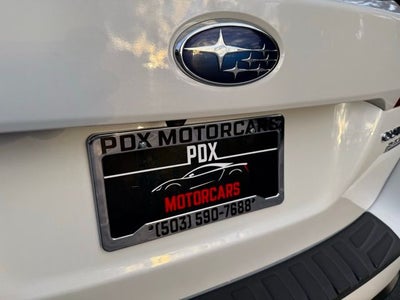 PDX MOTORCARS
PDX
MOTORCARS
(503) 590-7688